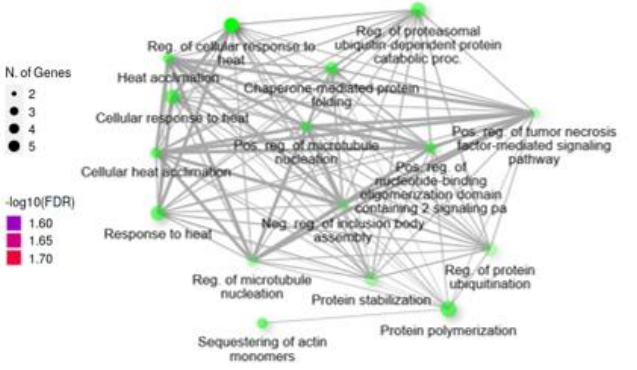 Reg. of cellular response to
heat
Reg. of proteasomal
ubiquitin-dependent protein
catabolic proc.
N. of Genes
2
3
4
5
Heat acclimation
Chaperone-mediated protein
folding
Cellular response to heat
Pos. reg. of microtubule
nucleation
Pos. reg. of tumor necrosis
factor-mediated signaling
pathway
Cellular heat acclimation
Pos. reg. of
nucleotide-binding
oligomerization domain
containing 2 signaling pa
-log10(FDR)
1.60
1.65
1.70
Response to heat
Neg. reg. of inclusion body
assembly
Reg. of microtubule
nucleation
Reg. of protein
ubiquitination
Protein stabilization
Protein polymerization
Sequestering of actin
monomers